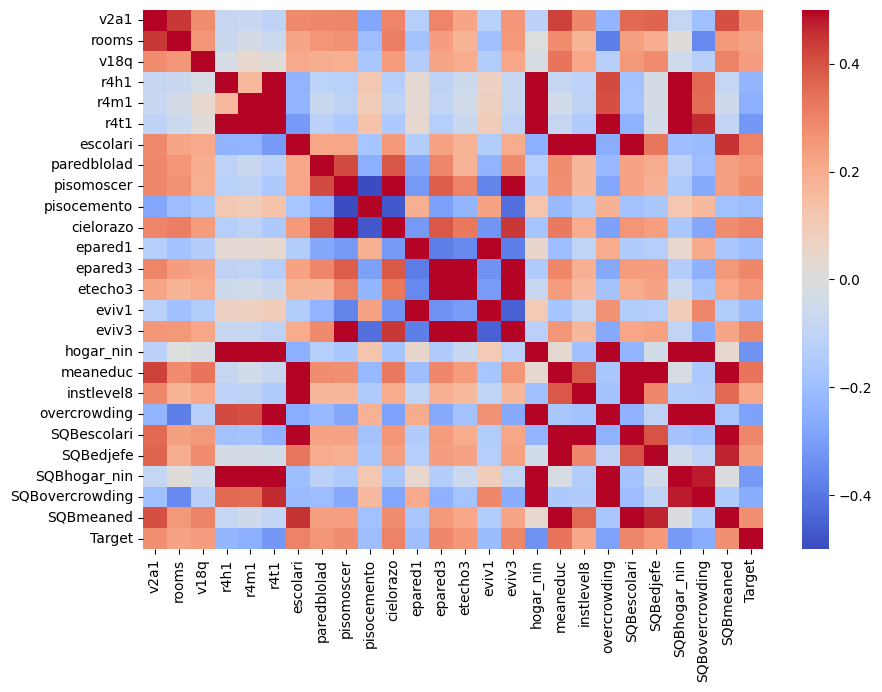 v2a1
rooms
v18q
r4h1
r4m1
r4t1
escolari
paredblolad
pisomoscer
pisocemento
cielorazo
epared1
epared3
etecho3
eviv1
eviv3
hogar_nin
meaneduc
instlevel8
overcrowding
SQBescolari
SQBedjefe
SQBhogar_nin
SQBovercrowding
SQBmeaned
Target
v2a1
rooms
v18q
r4h1
r4m1
r4t1
escolari
paredblolad
pisomoscer
pisocemento
cielorazo
epared1
epared3
etecho3
eviv1
eviv3
hogar_nin
meaneduc
instlevel8
overcrowding
SQBescolari
SQBedjefe
SQBhogar_nin
SQBovercrowding
SQBmeaned
Target
0.4
0.2
0.0
−0.2
−0.4